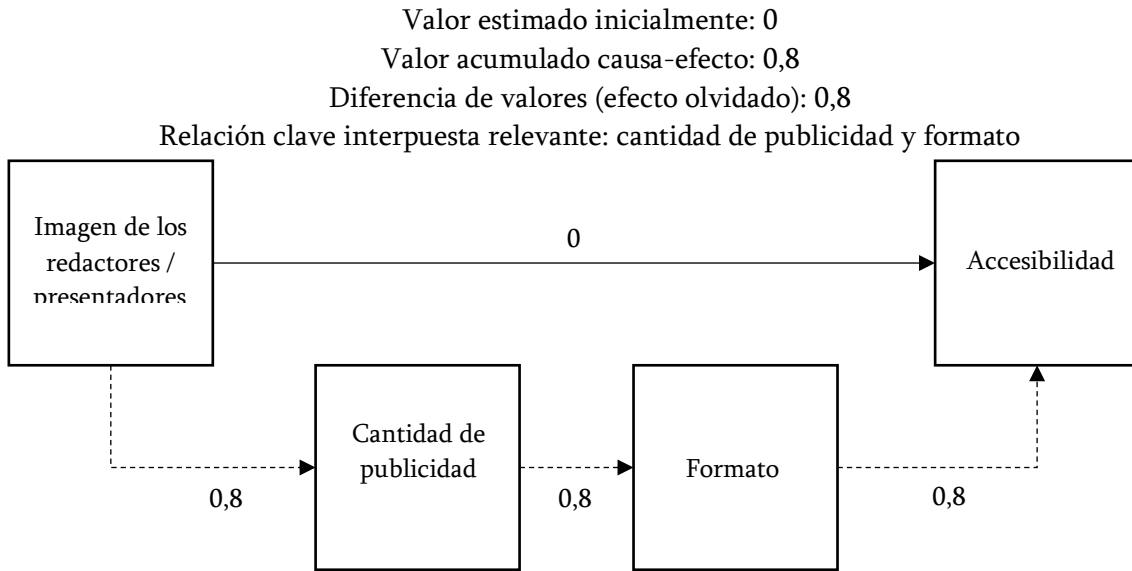 Valor estimado inicialmente: 0
Valor acumulado causa-efecto: 0,8
Diferencia de valores (efecto olvidado): 0,8
Relación clave interpuesta relevante: cantidad de publicidad y formato
Imagen de los
redactores /
presentadores
0
Accesibilidad
Cantidad de
publicidad
Formato
0,8
0,8
0,8